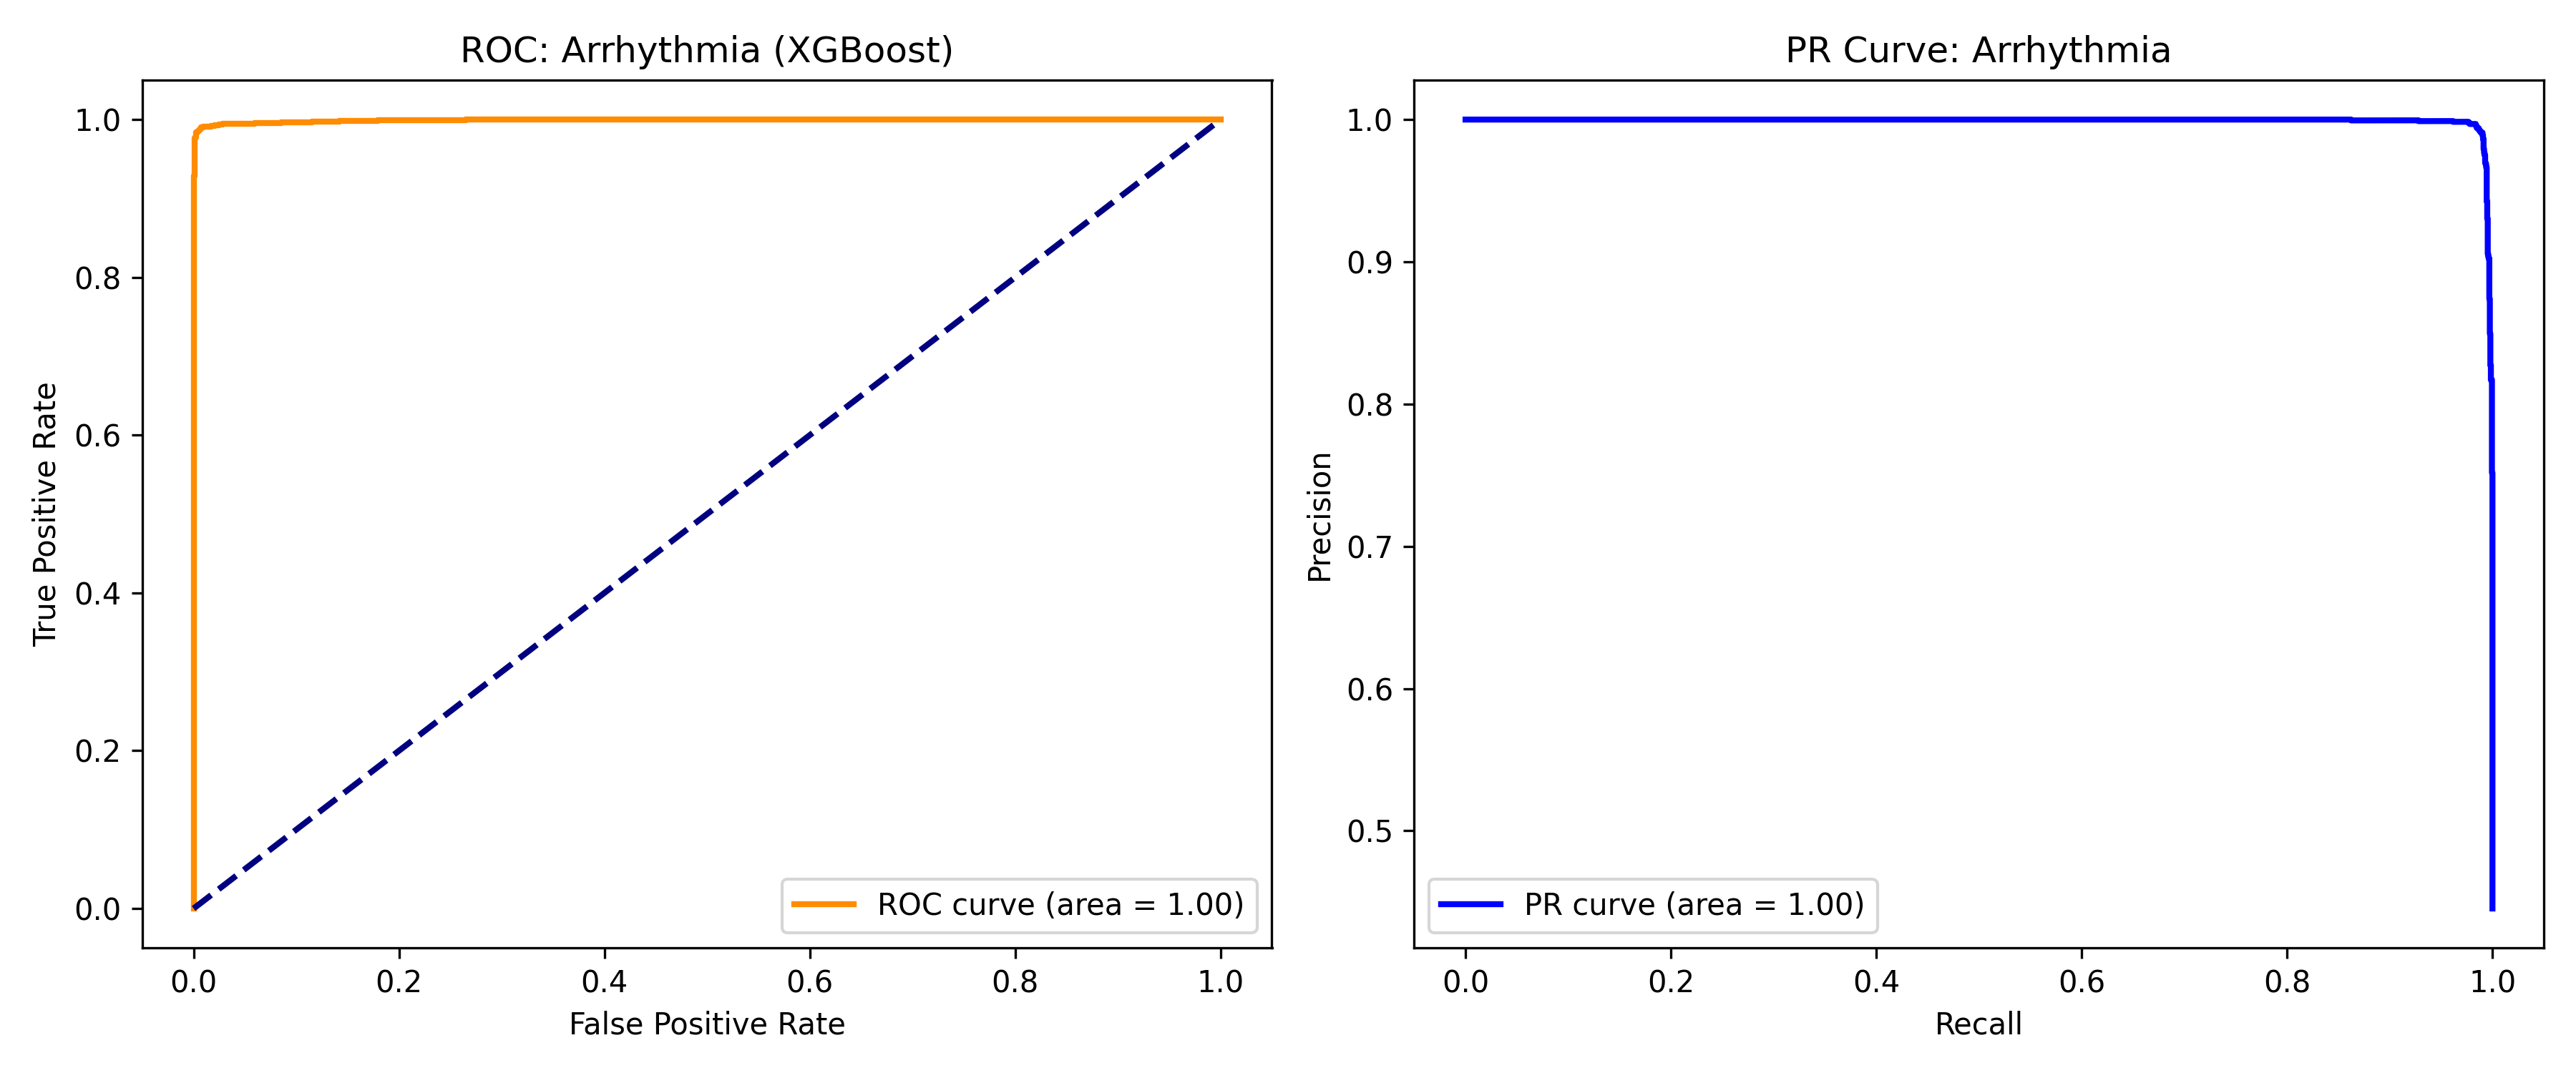 ROC: Arrhythmia (XGBoost)
True Positive Rate
1.0
0.8
0.6
0.4
0.2
0.0
0.0 0.2 0.4 0.6 0.8 1.0
False Positive Rate
ROC curve (area = 1.00)
PR Curve: Arrhythmia
Precision
1.0
0.9
0.8
0.7
0.6
0.5
0.0 0.2 0.4 0.6 0.8 1.0
Recall
PR curve (area = 1.00)